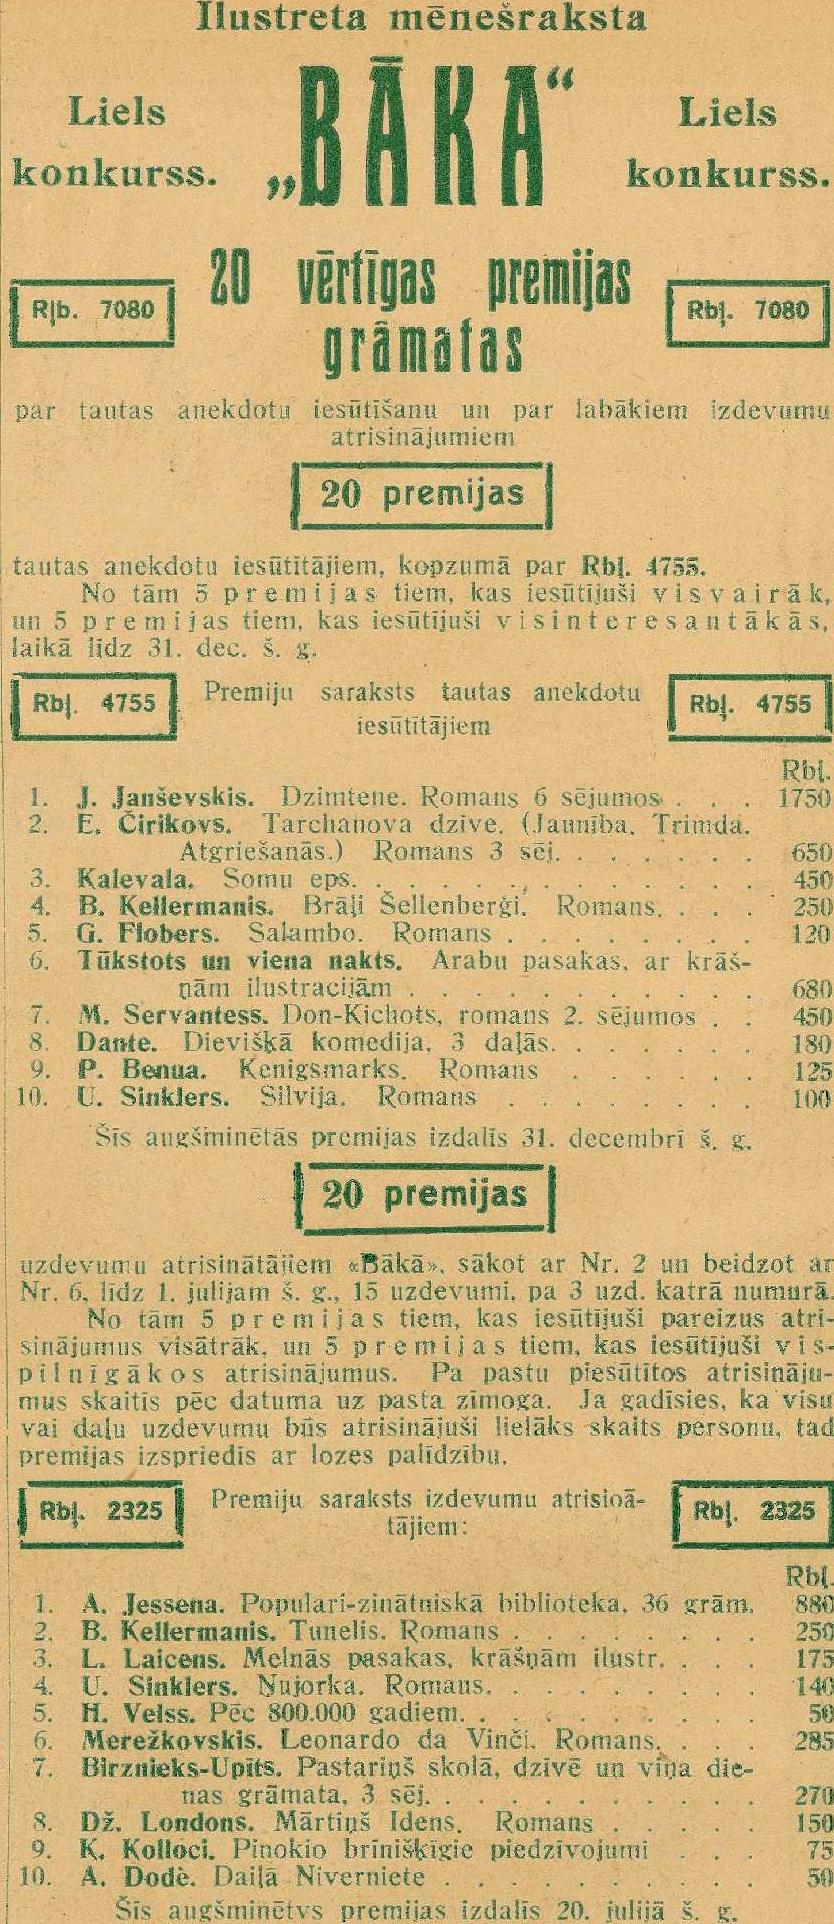 Ilustrēta mēnešraksta
Liels „BĀKA“ Liels
konkurss. konkurss.
20 vērtīgas premijas
Rļb. 7080 Rbļ. 7080
grāmatas
par tautas anekdotu iesūtīšanu un par labākiem izdevumu
atrisinājumiem
20 premijas
tautas anekdotu iesūtītājiem, kopzumā par Rbļ. 4755.
No tām 5 premijas tiem, kas iesūtījuši visvairāk,
un 5 premijas tiem, kas iesūtījuši visinteresantākās,
laikā līdz 31. dec. š. g.
Rbļ. 4755 Premiju saraksts tautas anekdotu Rbļ. 4755
iesūtītājiem
Rbļ.
1. J. Janševskis. Dzimtene. Romans 6 sējumos . . . 1750
2. E. Čirikovs. Tarchanova dzive. (Jaunība. Trimda.
Atgriešanās.) Romans 3 sēj. . . . . . . 650
3. Kalevala. Somu eps. . . . . . . . . . . . 450
4. B. Kellermanis. Brāļi Šellenberģi. Romans. . . . 250
5. G. Flobers. Salambo. Romans . . . . . . . . 120
6. Tūkstots un viena nakts. Arabu pasakas, ar krāš-
ņām ilustracijām . . . . . . . . . . 680
7. M. Servantess. Don-Kichots, romans 2. sējumos . . 450
8. Dante. Dievišķā komedija, 3 daļās. . . . . . . 180
9. P. Benua. Kenigsmarks. Romans . . . . . . 125
10. U. Sinklers. Silvija. Romans . . . . . . . 100
Šīs augšminētās premijas izdalīs 31. decembrī š. g.
20 premijas
uzdevumu atrisinātājiem «Bākā», sākot ar Nr. 2 un beidzot ar
Nr. 6, līdz 1. julijam š. g., 15 uzdevumi, pa 3 uzd. katrā numurā.
No tām 5 premijas tiem, kas iesūtījuši pareizus atri-
sinājumus visātrāk, un 5 premijas tiem, kas iesūtījuši vis-
pilnīgākos atrisinājumus. Pa pastu piesūtītos atrisināju-
mus skaitīs pēc datuma uz pasta zīmoga. Ja gadīsies, ka visu
vai daļu uzdevumu būs atrisinājuši lielāks skaits personu, tad
premijas izspriedīs ar lozes palīdzību.
Rbļ. 2325 Premiju saraksts izdevumu atrisioā- Rbļ. 2325
tājiem:
Rbļ.
1. A. Jessena. Populari-zinātniskā biblioteka, 36 grām. 880
2. B. Kellermanis. Tunelis. Romans . . . . . . . . 250
3. L. Laicens. Melnās pasakas, krāšņām ilustr. . . . 175
4. U. Sinklers. Ņujorka. Romans. . . . . . . . . 140
5. H. Velss. Pēc 800.000 gadiem. . . . . . . . . 50
6. Merežkovskis. Leonardo da Vinči. Romans. . . . 285
7. Birznieks-Upits. Pastariņš skolā, dzīvē un viņa die-
nas grāmata, 3 sēj. . . . . . . . . . . 270
8. Dž. Londons. Mārtiņš Idens. Romans . . . . . 150
9. K. Kolloci. Pinokio brīnišķīgie piedzīvojumi . . . 75
10. A. Dodē. Daiļā Niverniete . . . . . . . . . . 50
Šīs augšminētvs premijas izdalīs 20. julijā š. g.